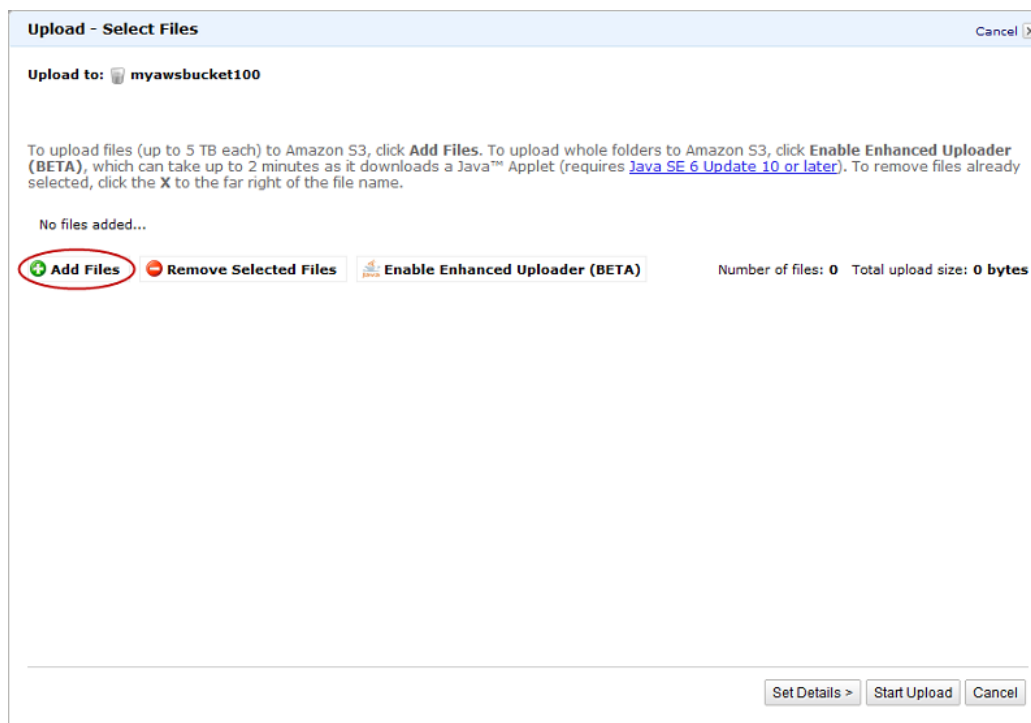 Upload - Select Files
Cancel
Upload to: myawsbucket100
To upload files (up to 5 TB each) to Amazon S3, click Add Files. To upload whole folders to Amazon S3, click Enable Enhanced Uploader
(BETA), which can take up to 2 minutes as it downloads a Java™ Applet (requires Java SE 6 Update 10 or later). To remove files already
selected, click the X to the far right of the file name.
No files added...
Add Files Remove Selected Files Enable Enhanced Uploader (BETA) Number of files: 0 Total upload size: 0 bytes
Set Details > Start Upload Cancel